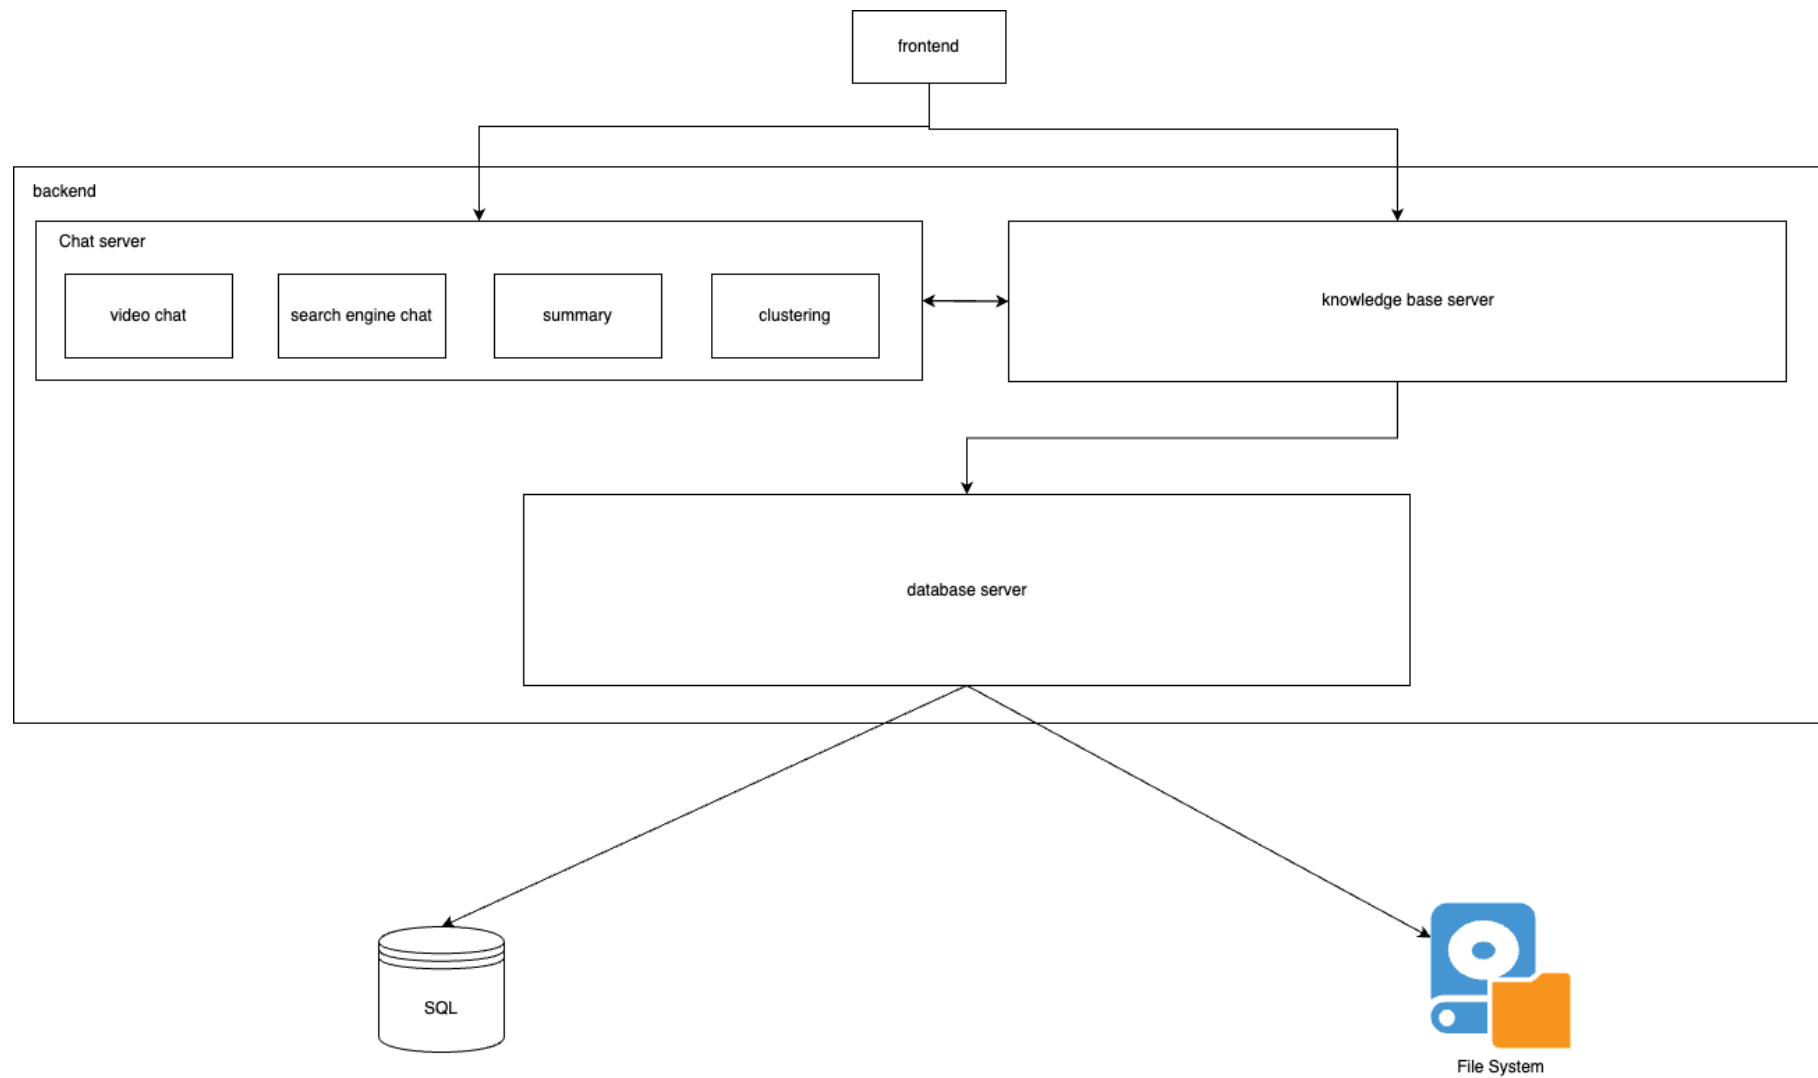 frontend
backend
Chat server
video chat
search engine chat
summary
clustering
knowledge base server
database server
SQL
File System